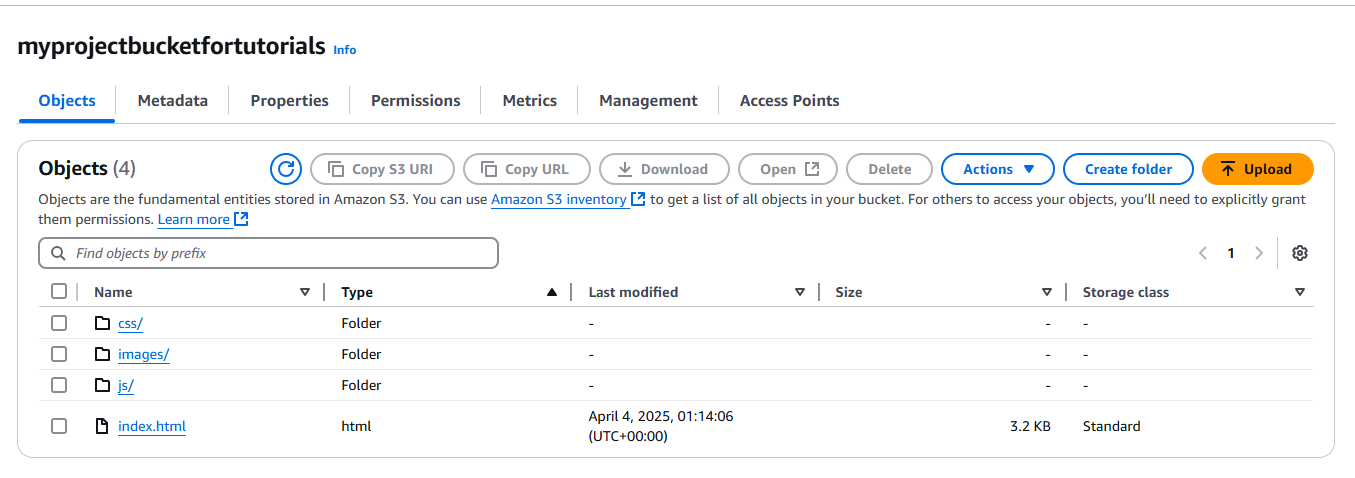 myprojectbucketfortutorials Info
Objects Metadata Properties Permissions Metrics Management Access Points
Objects (4) Copy S3 URI Copy URL Download Open Delete Actions Create folder Upload
Objects are the fundamental entities stored in Amazon S3. You can use Amazon S3 inventory to get a list of all objects in your bucket. For others to access your objects, you'll need to explicitly grant
them permissions. Learn more
Find objects by prefix 1
Name Type Last modified Size Storage class
css/ Folder - - -
images/ Folder - - -
js/ Folder - - -
index.html html April 4, 2025, 01:14:06 3.2 KB Standard
(UTC+00:00)